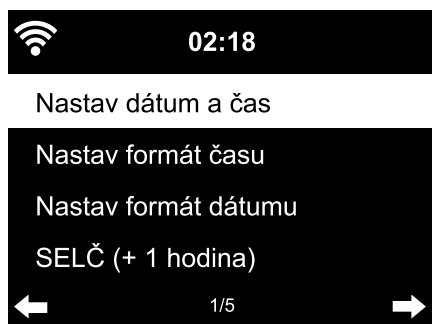 02:18
Nastav dátum a čas
Nastav formát času
Nastav formát dátumu
SELČ (+ 1 hodina)
1/5